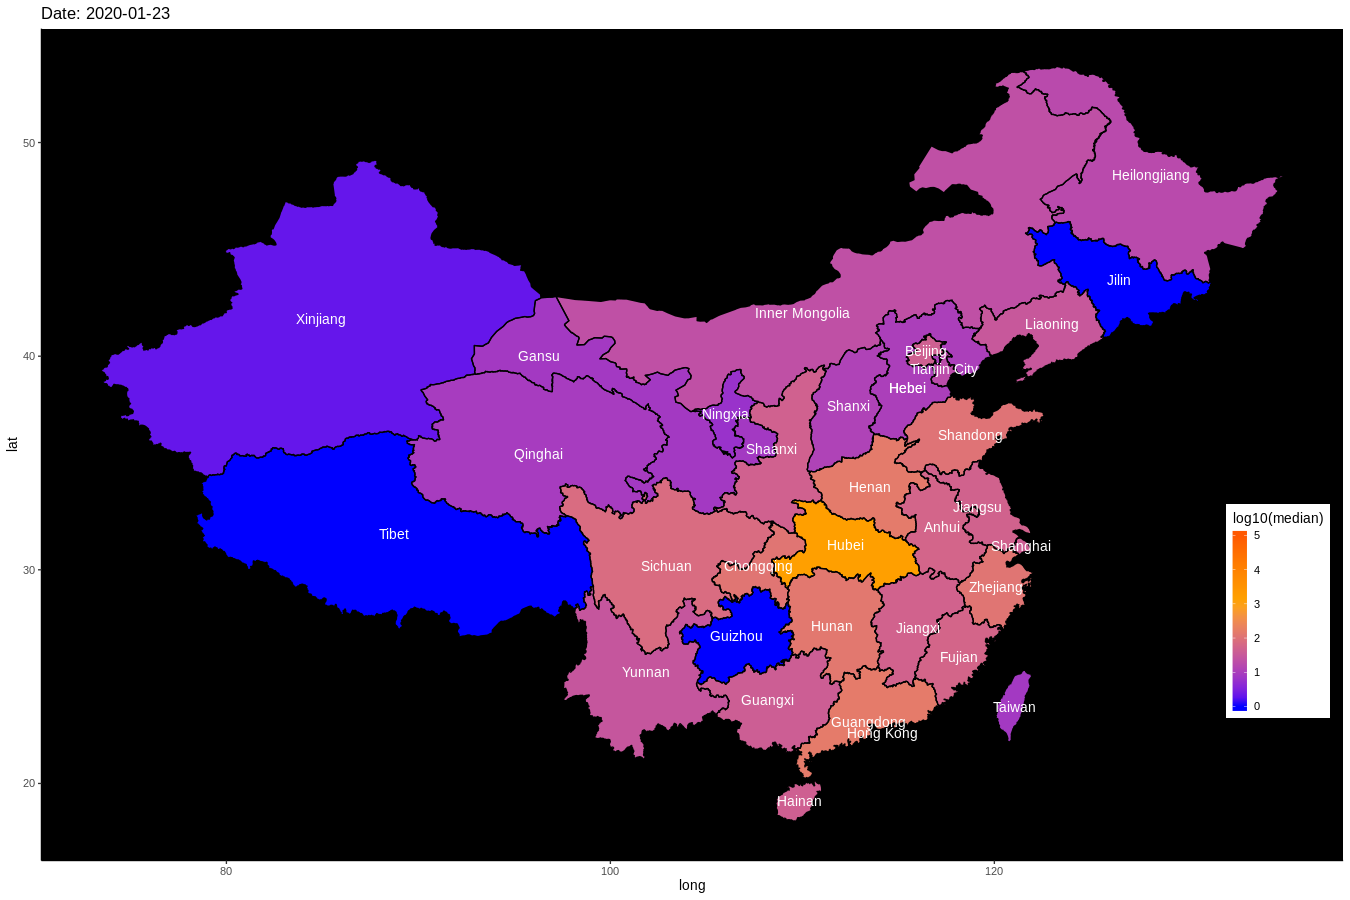 Date: 2020-01-23
50
40
30
20
lat
80
100
120
long
Heilongjiang
Jilin
Xinjiang
Inner Mongolia
Liaoning
Gansu
Beijing
Tianjin City
Hebei
Shanxi
Ningxia
Shandong
Shaanxi
Qinghai
Henan
Jiangsu
Anhui
Tibet
Hubei
Shanghai
Sichuan
Chongqing
Zhejiang
Hunan
Jiangxi
Guizhou
Fujian
Yunnan
Guangxi
Taiwan
Guangdong
Hong Kong
Hainan
log10(median)
5
4
3
2
1
0